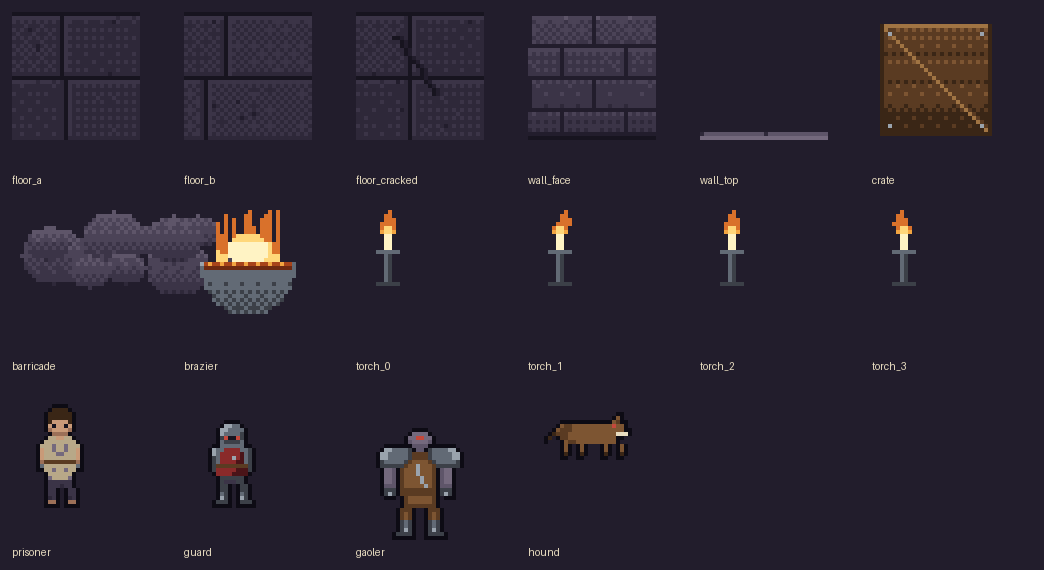 floor_a floor_b floor_cracked wall_face wall_top crate
barricade brazier torch_0 torch_1 torch_2 torch_3
prisoner guard gaoler hound